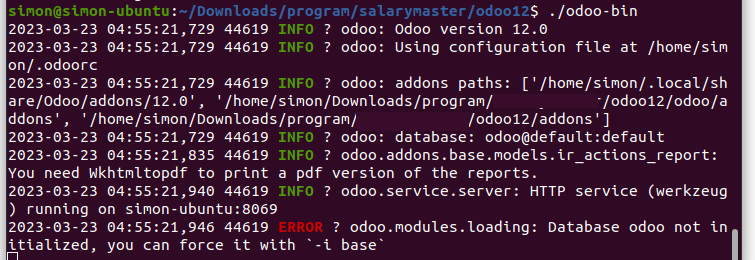 simon@simon-ubuntu:~/Downloads/program/salarymaster/odoo12$ ./odoo-bin
2023-03-23 04:55:21,729 44619 INFO ? odoo: Odoo version 12.0
2023-03-23 04:55:21,729 44619 INFO ? odoo: Using configuration file at /home/sim
on/.odoorc
2023-03-23 04:55:21,729 44619 INFO ? odoo: addons paths: ['/home/simon/.local/sh
are/Odoo/addons/12.0', '/home/simon/Downloads/program/ /odoo12/odoo/a
ddons', '/home/simon/Downloads/program/ /odoo12/addons']
2023-03-23 04:55:21,729 44619 INFO ? odoo: database: odoo@default:default
2023-03-23 04:55:21,835 44619 INFO ? odoo.addons.base.models.ir_actions_report:
You need Wkhtmltopdf to print a pdf version of the reports.
2023-03-23 04:55:21,940 44619 INFO ? odoo.service.server: HTTP service (werkzeug
) running on simon-ubuntu:8069
2023-03-23 04:55:21,946 44619 ERROR ? odoo.modules.loading: Database odoo not in
itialized, you can force it with `-i base`